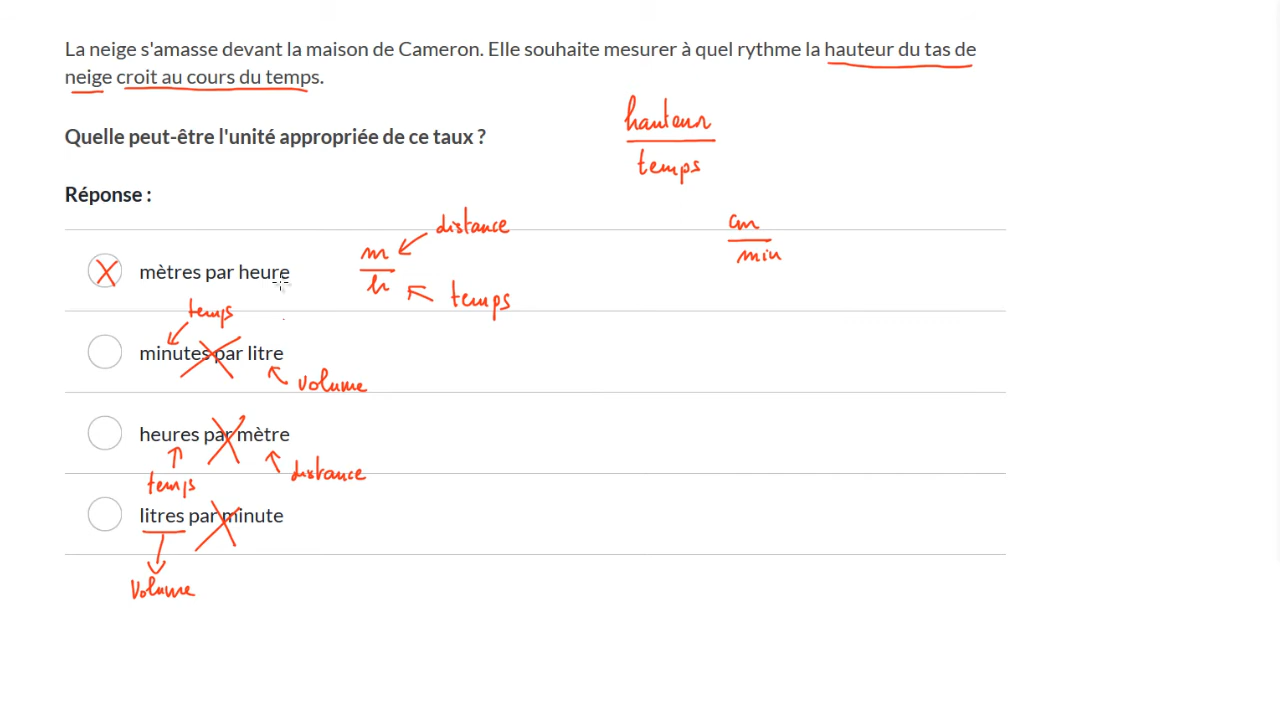 La neige s'amasse devant la maison de Cameron. Elle souhaite mesurer à quel rythme la hauteur du tas de
neige croit au cours du temps.
hauteur
temps
Quelle peut-être l'unité appropriée de ce taux ?
Réponse :
distance
cm
min
X mètres par heure
m
h
temps
temps
minutes par litre
volume
heures par mètre
distance
temps
litres par minute
Volume